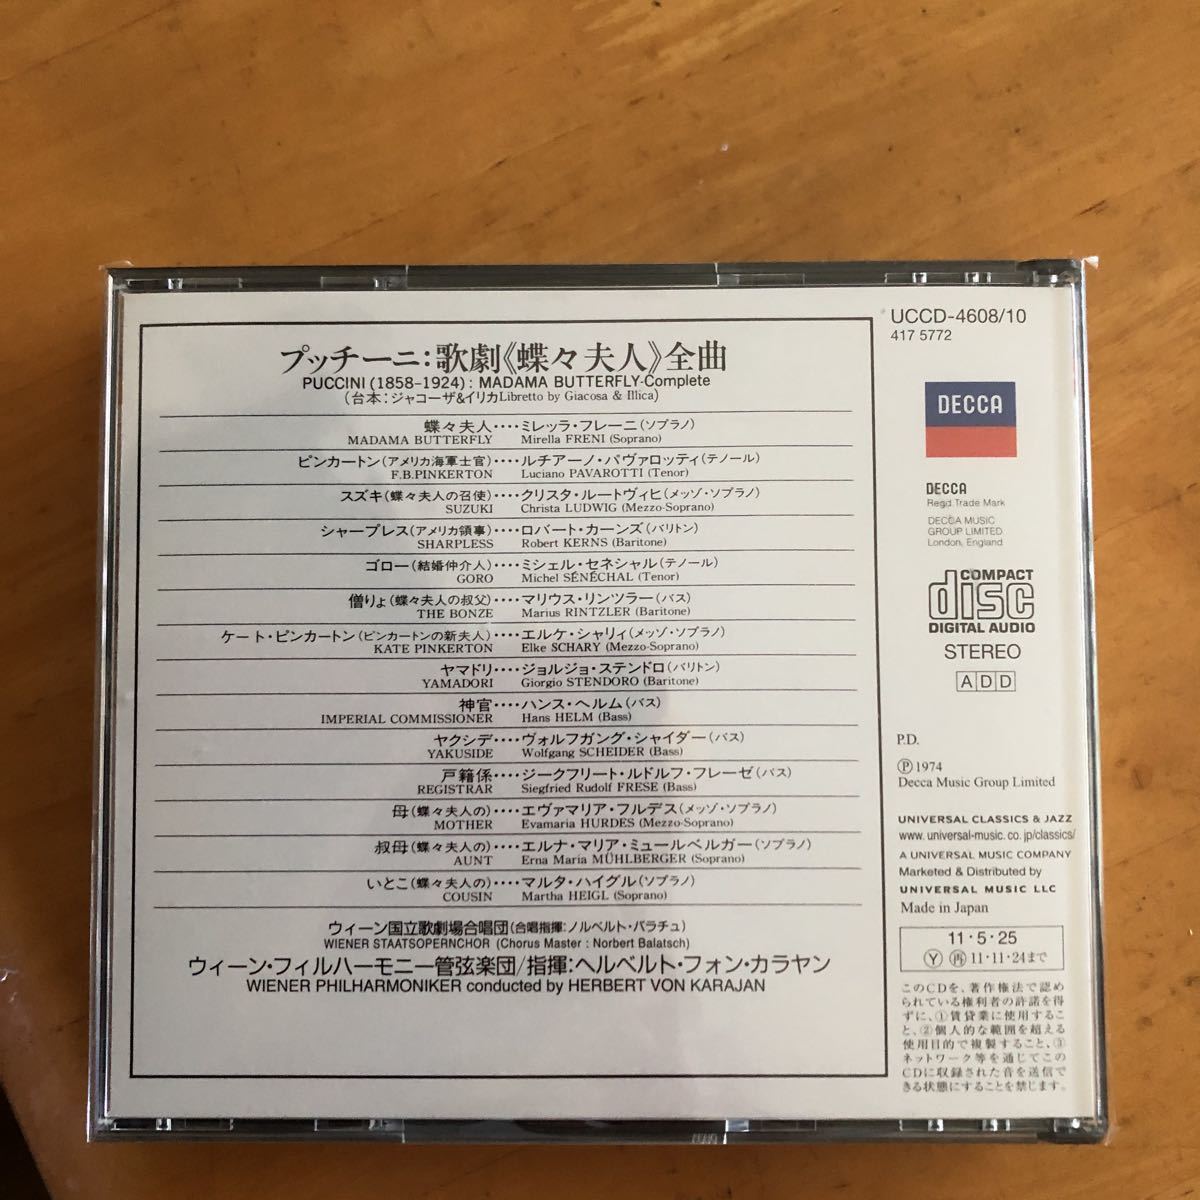 プッチーニ:歌劇《蝶々夫人》全曲
PUCCINI (1858-1924) : MADAMA BUTTERFLY-Complete
(台本:ジャコーザ&イリカLibretto by Giacosa & Illica)
蝶々夫人‥‥ミレッラ・フレーニ(ソプラノ)
MADAMA BUTTERFLY Mirella FRENI (Soprano)
ピンカートン(アメリカ海軍士官)‥‥ルチアーノ・パヴァロッティ(テノール)
F.B.PINKERTON Luciano PAVAROTTI (Tenor)
スズキ(蝶々夫人の召使)‥‥クリスタ・ルートヴィヒ(メッゾ・ソプラノ)
SUZUKI Christa LUDWIG (Mezzo-Soprano)
シャープレス(アメリカ領事)‥‥ロバート・カーンズ(バリトン)
SHARPLESS Robert KERNS (Baritone)
ゴロー(結婚仲介人)‥‥ミシェル・セネシャル(テノール)
GORO Michel SÉNÉCHAL (Tenor)
僧りょ(蝶々夫人の叔父)‥‥マリウス・リンツラー(バス)
THE BONZE Marius RINTZLER (Baritone)
ケート・ピンカートン(ピンカートンの新夫人)‥‥エルケ・シャリィ(メッゾ・ソプラノ)
KATE PINKERTON Elke SCHARY (Mezzo-Soprano)
ヤマドリ‥‥ジョルジョ・ステンドロ(バリトン)
YAMADORI Giorgio STENDORO (Baritone)
神官‥‥ハンス・ヘルム(バス)
IMPERIAL COMMISSIONER Hans HELM (Bass)
ヤクシデ‥‥ヴォルフガング・シャイダー(バス)
YAKUSIDE Wolfgang SCHEIDER (Bass)
戸籍係‥‥ジークフリート・ルドルフ・フレーゼ(バス)
REGISTRAR Siegfried Rudolf FRESE (Bass)
母(蝶々夫人の)‥‥エヴァマリア・フルデス(メッゾ・ソプラノ)
MOTHER Evamaria HURDES (Mezzo-Soprano)
叔母(蝶々夫人の)‥‥エルナ・マリア・ミュールベルガー(ソプラノ)
AUNT Erna Maria MÜHLBERGER (Soprano)
いとこ(蝶々夫人の)‥‥マルタ・ハイグル(ソプラノ)
COUSIN Martha HEIGL (Soprano)
ウィーン国立歌劇場合唱団(合唱指揮:ノルベルト・バラチュ)
WIENER STAATSOPERNCHOR (Chorus Master : Norbert Balatsch)
ウィーン・フィルハーモニー管弦楽団/指揮:ヘルベルト・フォン・カラヤン
WIENER PHILHARMONIKER conducted by HERBERT VON KARAJAN
UCCD-4608/10
417 5772
DECCA
DECCA
Regd. Trade Mark
DECCA MUSIC
GROUP LIMITED
London, England
COMPACT
disc
DIGITAL AUDIO
STEREO
ADD
P.D.
Ⓟ 1974
Decca Music Group Limited
UNIVERSAL CLASSICS & JAZZ
www.universal-music.co.jp/classics/
A UNIVERSAL MUSIC COMPANY
Marketed & Distributed by
UNIVERSAL MUSIC LLC
Made in Japan
11・5・25
Ⓨ ㊢ 11・11・24まで
このCDを、著作権法で認め
られている権利者の許諾を得
ずに、①賃貸業に使用するこ
と、②個人的な範囲を超える
使用目的で複製すること、③
ネットワーク等を通じてこの
CDに収録された音を送信で
きる状態にすることを禁じます。